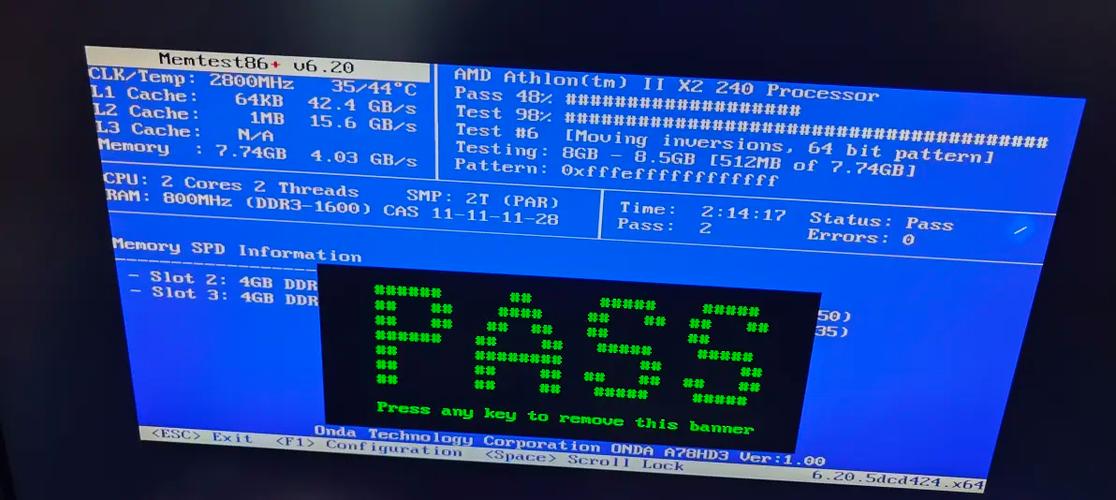 Memtest86+ v6.20
CLK/Temp: 2800MHz 35/44°C
L1 Cache: 64KB 42.4 GB/s
L2 Cache: 1MB 15.6 GB/s
L3 Cache: N/A
Memory : 7.74GB 4.03 GB/s
AMD Athlon(tm) II X2 240 Processor
Pass 48% ####################
Test 98% #########################################
Test #6 [Moving inversions, 64 bit pattern]
Testing: 8GB - 8.5GB [512MB of 7.74GB]
Pattern: 0xfffeffffffffffff
CPU: 2 Cores 2 Threads SMP: 2T (PAR)
RAM: 800MHz (DDR3-1600) CAS 11-11-11-28
Time: 2:14:17 Status: Pass
Pass: 2 Errors: 0
Memory SPD Information
- Slot 2: 4GB DDR 50)
- Slot 3: 4GB DDR 35)
PASS
Press any key to remove this banner
Onda Technology Corporation ONDA A78HD3 Ver:1.00
<ESC> Exit <F1> Configuration <Space> Scroll Lock 6.20.5dcd424.x64